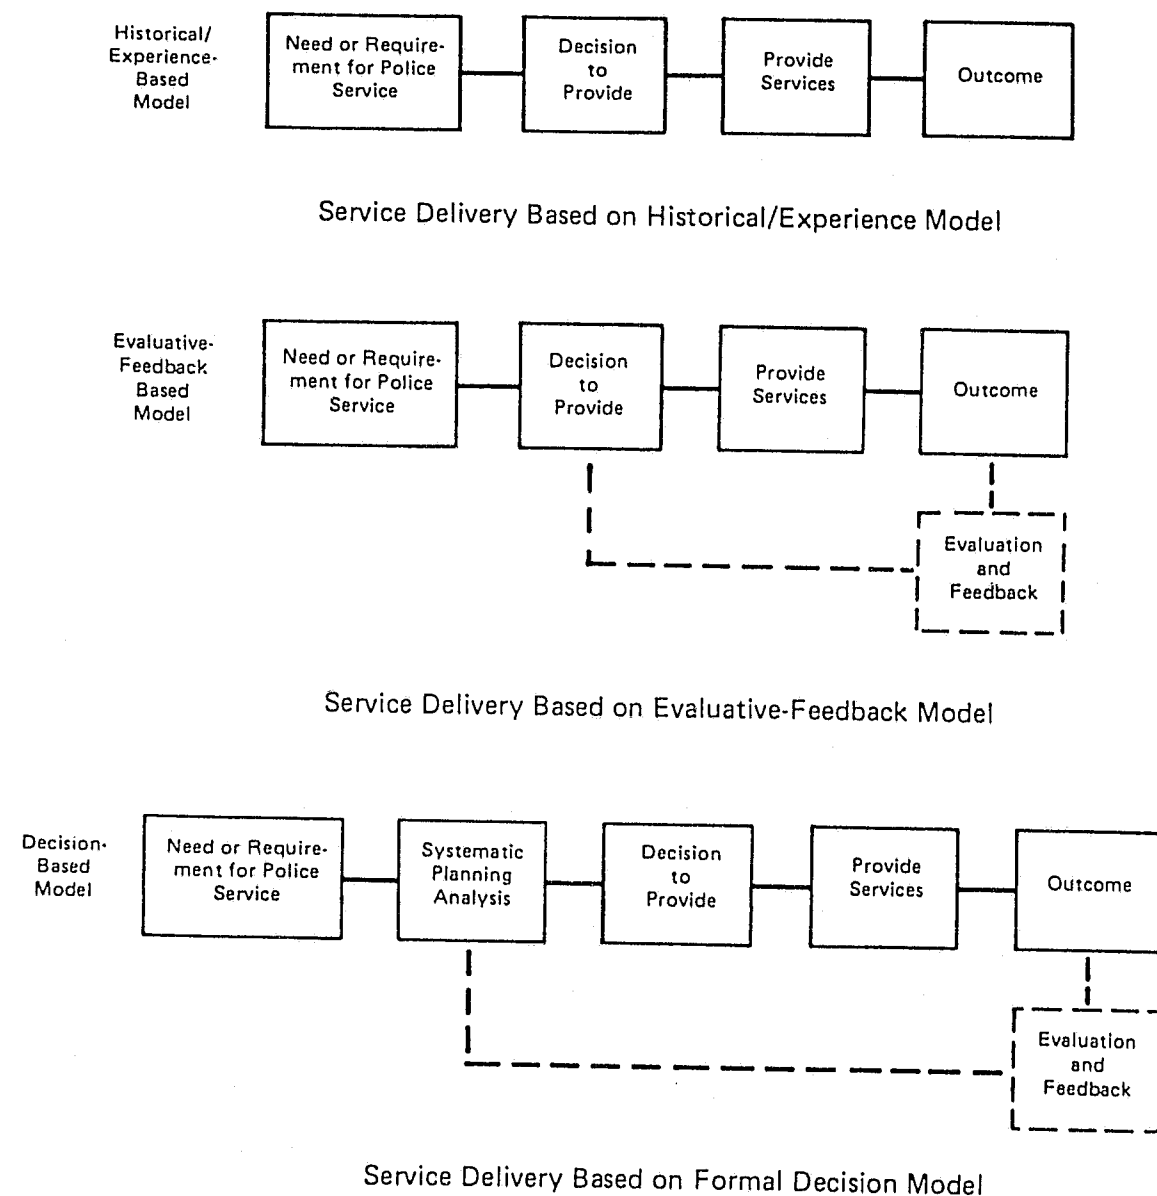 Historical/
Experience-
Based
Model
Need or Require-
ment for Police
Service
Decision
to
Provide
Provide
Services
Outcome
Service Delivery Based on Historical/Experience Model
Evaluative-
Feedback
Based
Model
Need or Require-
ment for Police
Service
Decision
to
Provide
Provide
Services
Outcome
Evaluation
and
Feedback
Service Delivery Based on Evaluative-Feedback Model
Decision-
Based
Model
Need or Require-
ment for Police
Service
Systematic
Planning
Analysis
Decision
to
Provide
Provide
Services
Outcome
Evaluation
and
Feedback
Service Delivery Based on Formal Decision Model